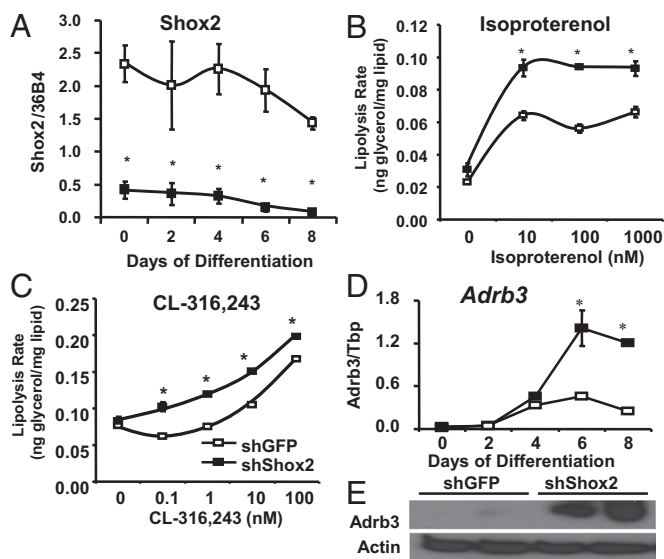 A
Shox2
Shox2/36B4
3.0
2.5
2.0
1.5
1.0
0.5
0.0
* * * * *
0 2 4 6 8
Days of Differentiation
B
Isoproterenol
Lipolysis Rate
(ng glycerol/mg lipid)
0.12
0.10
0.08
0.06
0.04
0.02
0.00
* * *
0 10 100 1000
Isoproterenol (nM)
C
CL-316,243
Lipolysis Rate
(ng glycerol/mg lipid)
0.25
0.20
0.15
0.10
0.05
0.00
* * * *
shGFP
shShox2
0 0.1 1 10 100
CL-316,243 (nM)
D
Adrb3
Adrb3/Tbp
1.8
1.2
0.6
0.0
* *
0 2 4 6 8
Days of Differentiation
E
shGFP shShox2
Adrb3
Actin